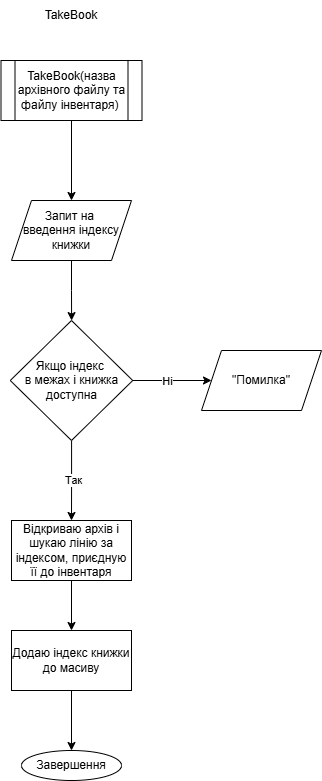 TakeBook
TakeBook(назва
архівного файлу та
файлу інвентаря)
Запит на
введення індексу
книжки
Якщо індекс
в межах і книжка
доступна
Ні
"Помилка"
Так
Відкриваю архів і
шукаю лінію за
індексом, приєдную
її до інвентаря
Додаю індекс книжки
до масиву
Завершення